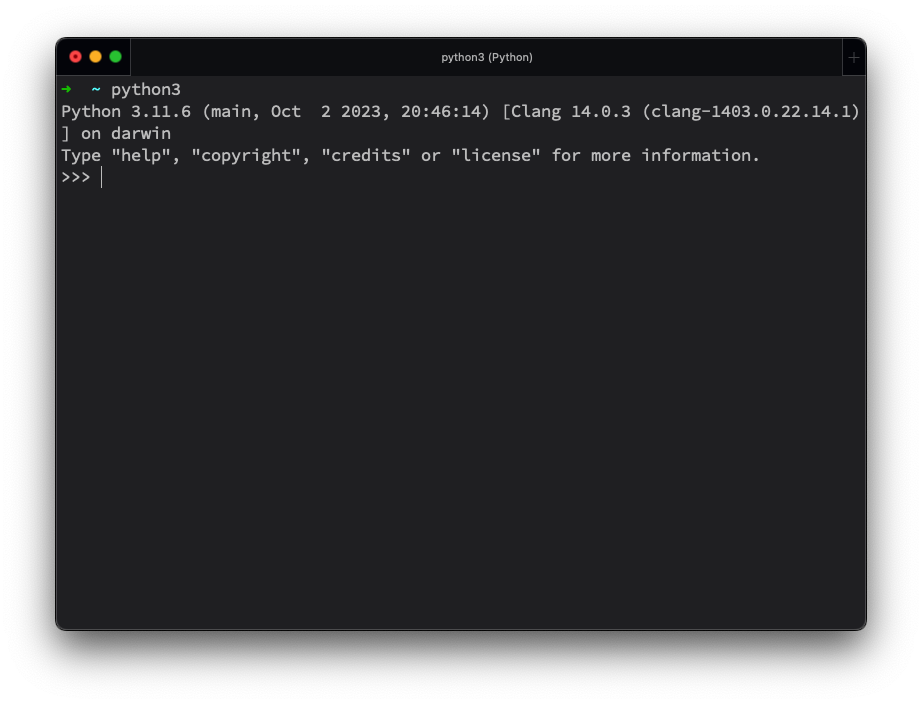 python3 (Python)
➜  ~ python3
Python 3.11.6 (main, Oct  2 2023, 20:46:14) [Clang 14.0.3 (clang-1403.0.22.14.1)
] on darwin
Type "help", "copyright", "credits" or "license" for more information.
>>>